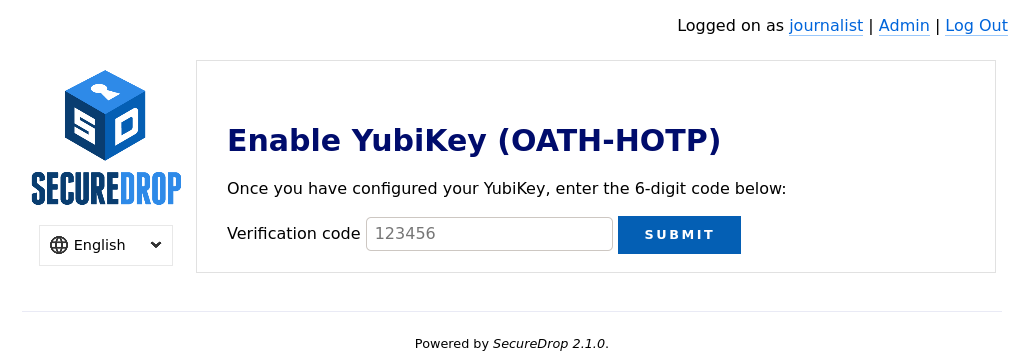 Logged on as journalist | Admin | Log Out
SD
SECUREDROP
English
Enable YubiKey (OATH-HOTP)
Once you have configured your YubiKey, enter the 6-digit code below:
Verification code 123456 SUBMIT
Powered by SecureDrop 2.1.0.